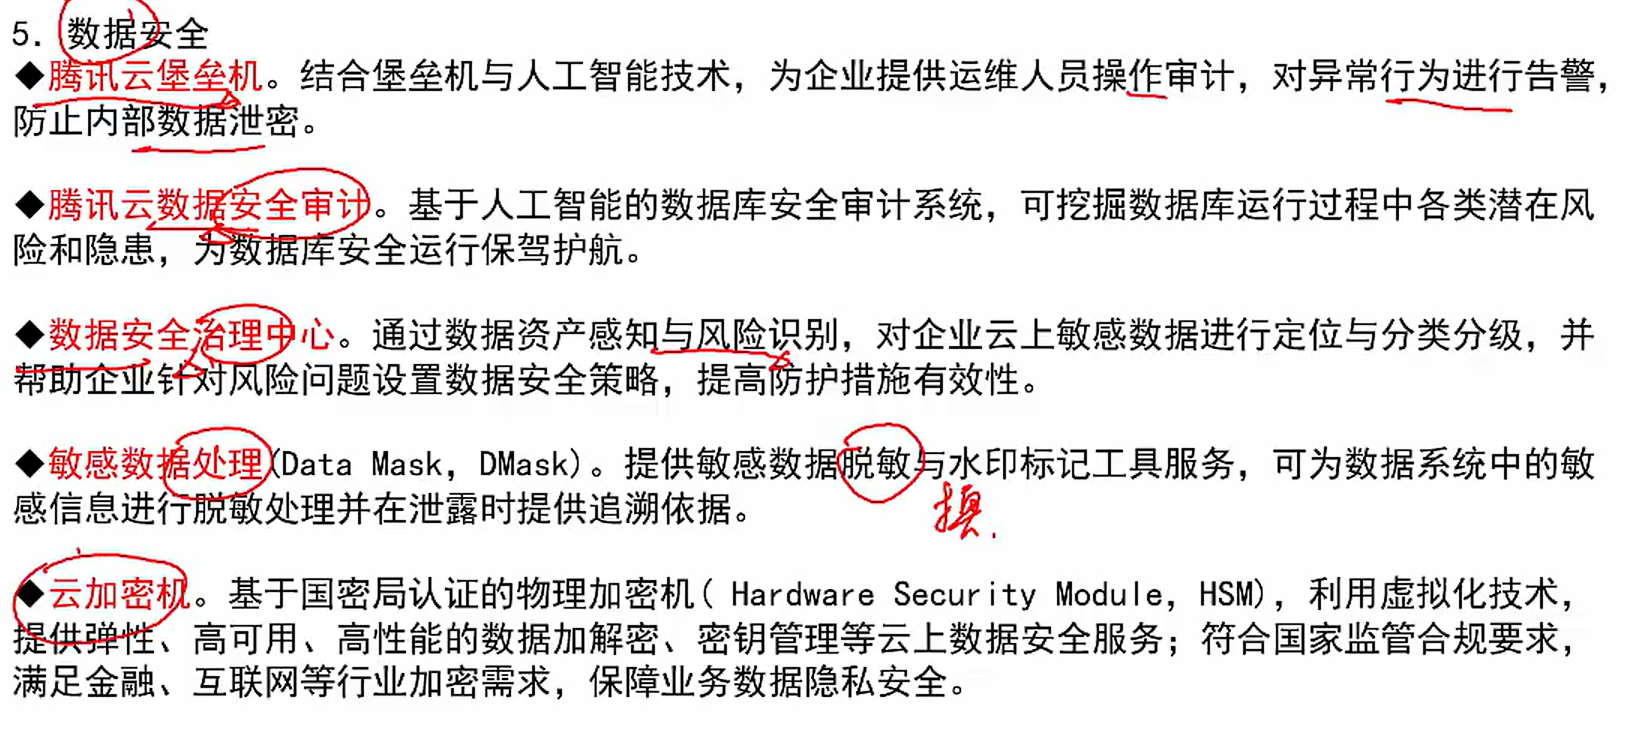 5. 数据安全
◆腾讯云堡垒机。结合堡垒机与人工智能技术，为企业提供运维人员操作审计，对异常行为进行告警，
防止内部数据泄密。
◆腾讯云数据安全审计。基于人工智能的数据库安全审计系统，可挖掘数据库运行过程中各类潜在风
险和隐患，为数据库安全运行保驾护航。
◆数据安全治理中心。通过数据资产感知与风险识别，对企业云上敏感数据进行定位与分类分级，并
帮助企业针对风险问题设置数据安全策略，提高防护措施有效性。
◆敏感数据处理(Data Mask，DMask)。提供敏感数据脱敏与水印标记工具服务，可为数据系统中的敏
感信息进行脱敏处理并在泄露时提供追溯依据。
◆云加密机。基于国密局认证的物理加密机( Hardware Security Module，HSM)，利用虚拟化技术，
提供弹性、高可用、高性能的数据加解密、密钥管理等云上数据安全服务；符合国家监管合规要求，
满足金融、互联网等行业加密需求，保障业务数据隐私安全。